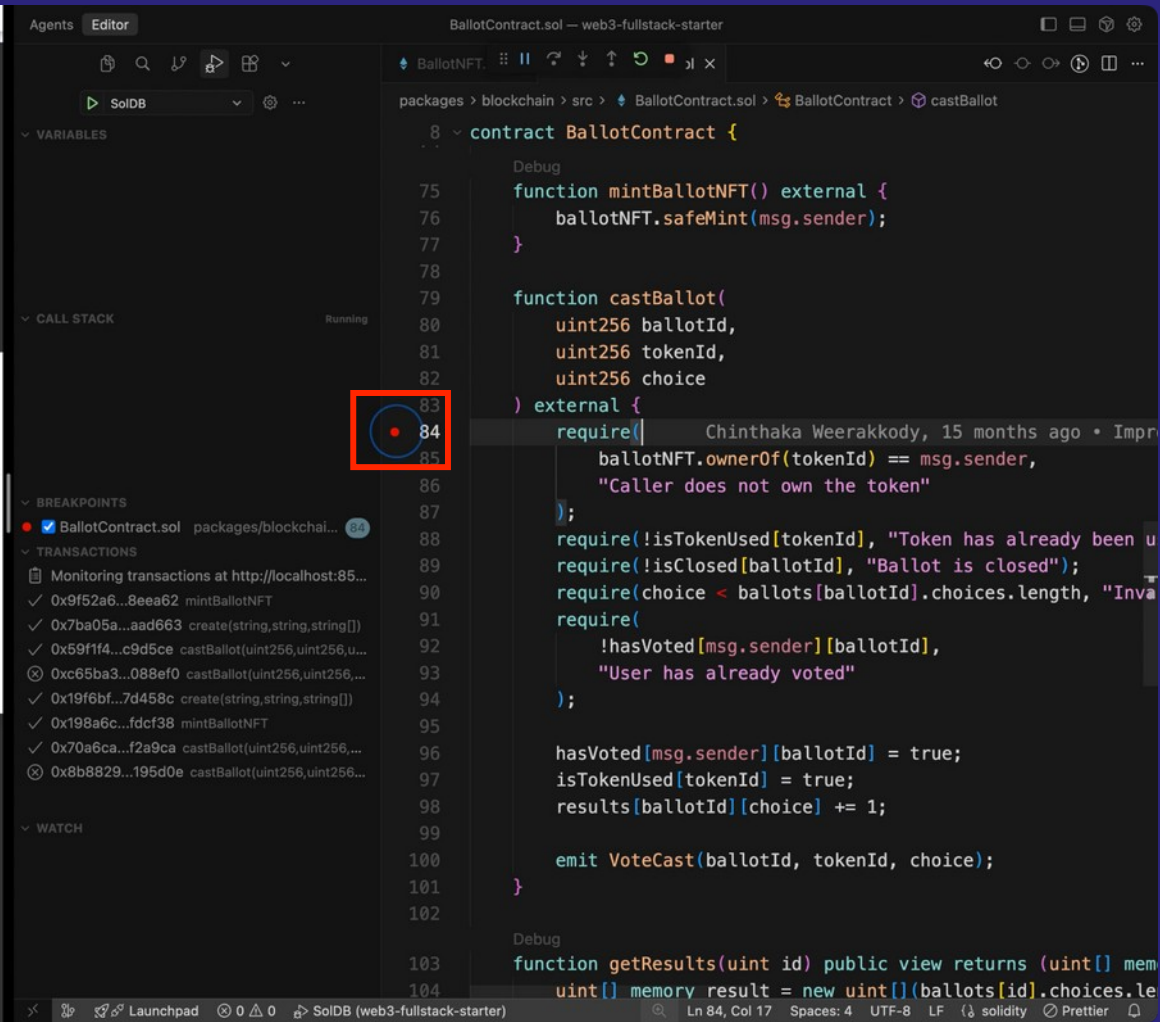 Agents Editor BallotContract.sol — web3-fullstack-starter
BallotNFT. ol
SolDB
packages > blockchain > src > BallotContract.sol > BallotContract > castBallot
VARIABLES
CALL STACK Running
BREAKPOINTS
BallotContract.sol packages/blockchai... 84
TRANSACTIONS
Monitoring transactions at http://localhost:85...
0x9f52a6...8eea62 mintBallotNFT
0x7ba05a...aad663 create(string,string,string[])
0x59f1f4...c9d5ce castBallot(uint256,uint256,u...
0xc65ba3...088ef0 castBallot(uint256,uint256,...
0x19f6bf...7d458c create(string,string,string[])
0x198a6c...fdcf38 mintBallotNFT
0x70a6ca...f2a9ca castBallot(uint256,uint256,...
0x8b8829...195d0e castBallot(uint256,uint256...
WATCH
8 contract BallotContract {
Debug
75 function mintBallotNFT() external {
76 ballotNFT.safeMint(msg.sender);
77 }
78
79 function castBallot(
80 uint256 ballotId,
81 uint256 tokenId,
82 uint256 choice
83 ) external {
84 require( Chinthaka Weerakkody, 15 months ago • Impr
85 ballotNFT.ownerOf(tokenId) == msg.sender,
86 "Caller does not own the token"
87 );
88 require(!isTokenUsed[tokenId], "Token has already been u
89 require(!isClosed[ballotId], "Ballot is closed");
90 require(choice < ballots[ballotId].choices.length, "Inva
91 require(
92 !hasVoted[msg.sender][ballotId],
93 "User has already voted"
94 );
95
96 hasVoted[msg.sender][ballotId] = true;
97 isTokenUsed[tokenId] = true;
98 results[ballotId][choice] += 1;
99
100 emit VoteCast(ballotId, tokenId, choice);
101 }
102
Debug
103 function getResults(uint id) public view returns (uint[] mem
104 uint[] memory result = new uint[](ballots[id].choices.le
Launchpad 0 0 SolDB (web3-fullstack-starter) Ln 84, Col 17 Spaces: 4 UTF-8 LF {} solidity Prettier